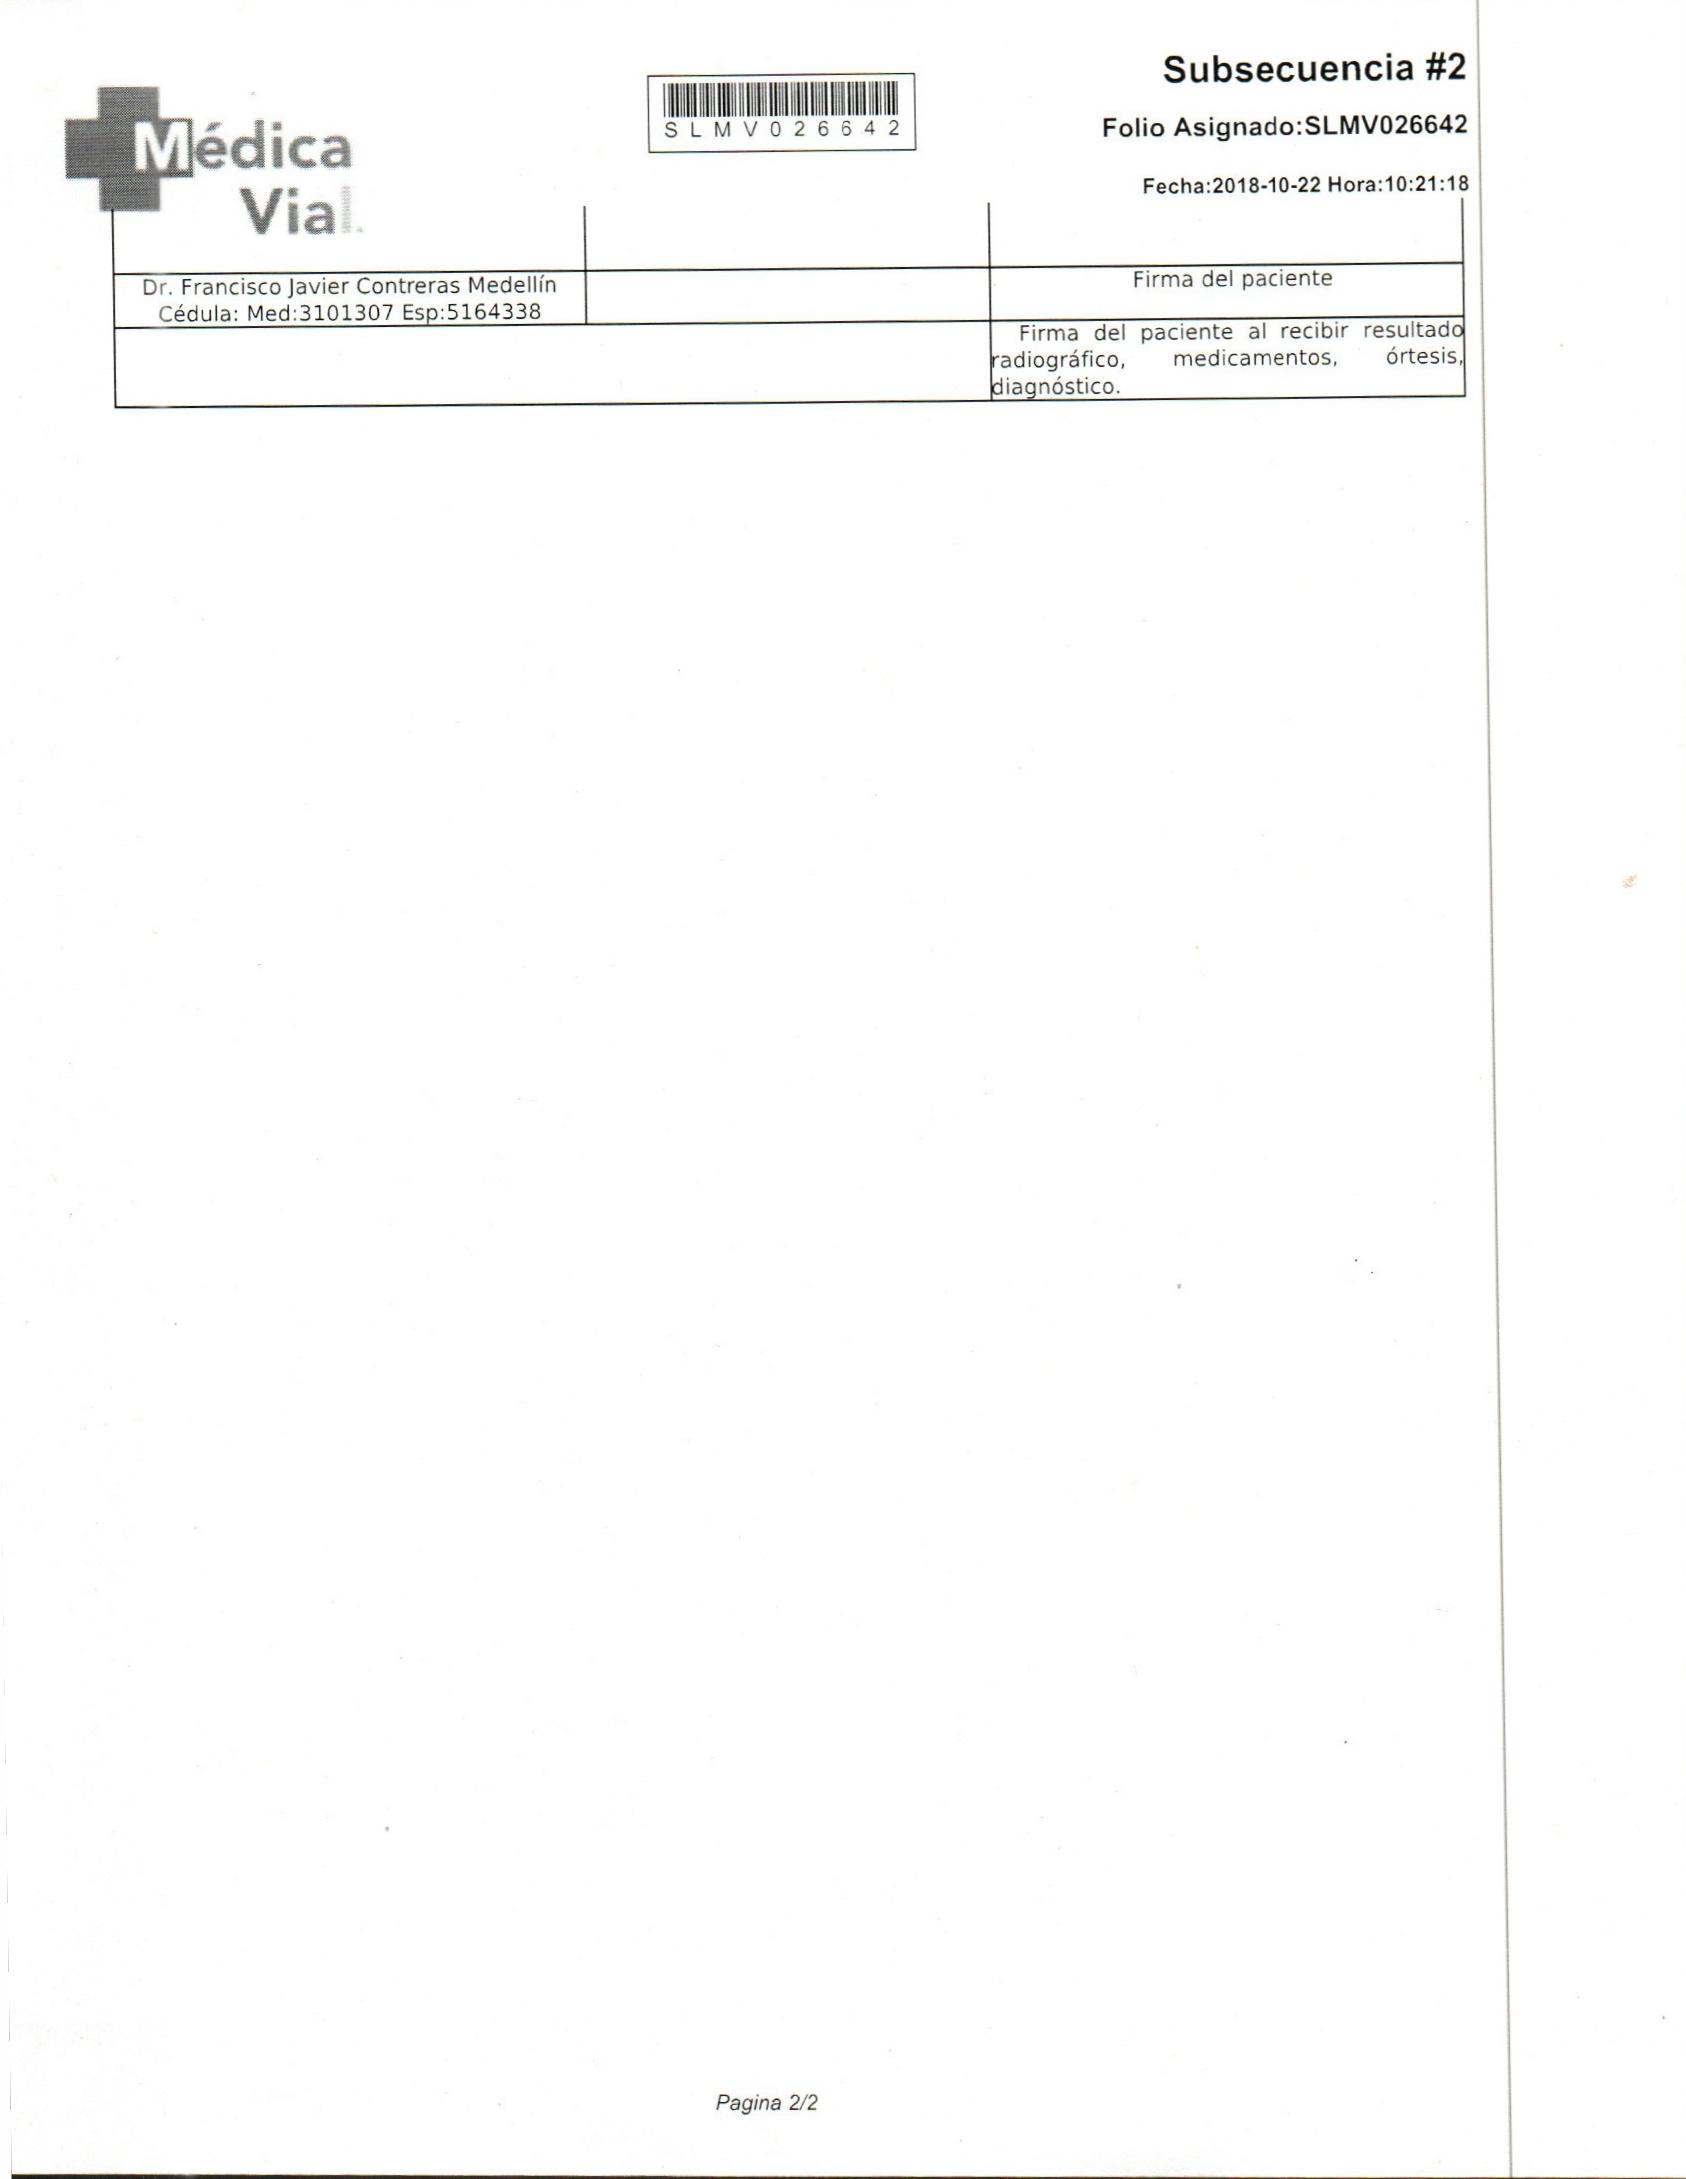 Subsecuencia #2
Médica
Vial.
SLMV026642
Folio Asignado:SLMV026642
Fecha:2018-10-22 Hora:10:21:18
Dr. Francisco Javier Contreras Medellín
Cédula: Med:3101307 Esp:5164338
Firma del paciente
Firma del paciente al recibir resultado
radiográfico, medicamentos, órtesis,
diagnóstico.
Pagina 2/2